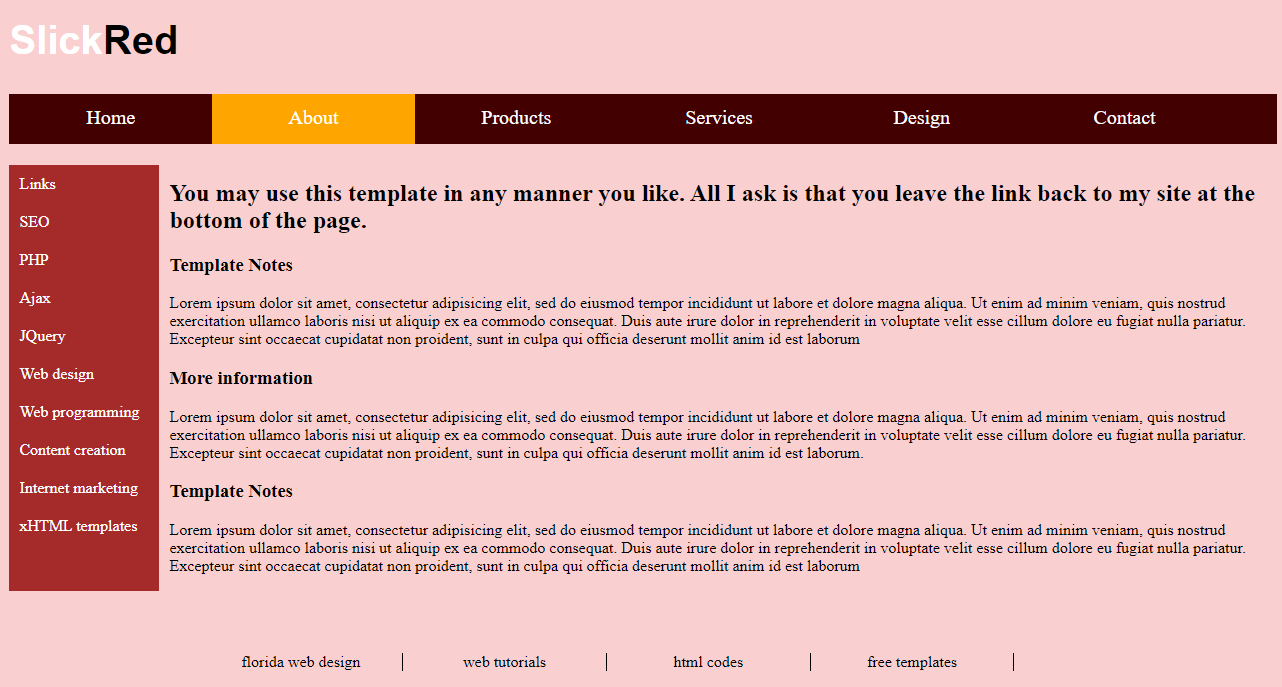 SlickRed
Home About Products Services Design Contact
Links
SEO
PHP
Ajax
JQuery
Web design
Web programming
Content creation
Internet marketing
xHTML templates
You may use this template in any manner you like. All I ask is that you leave the link back to my site at the
bottom of the page.
Template Notes
Lorem ipsum dolor sit amet, consectetur adipisicing elit, sed do eiusmod tempor incididunt ut labore et dolore magna aliqua. Ut enim ad minim veniam, quis nostrud
exercitation ullamco laboris nisi ut aliquip ex ea commodo consequat. Duis aute irure dolor in reprehenderit in voluptate velit esse cillum dolore eu fugiat nulla pariatur.
Excepteur sint occaecat cupidatat non proident, sunt in culpa qui officia deserunt mollit anim id est laborum
More information
Lorem ipsum dolor sit amet, consectetur adipisicing elit, sed do eiusmod tempor incididunt ut labore et dolore magna aliqua. Ut enim ad minim veniam, quis nostrud
exercitation ullamco laboris nisi ut aliquip ex ea commodo consequat. Duis aute irure dolor in reprehenderit in voluptate velit esse cillum dolore eu fugiat nulla pariatur.
Excepteur sint occaecat cupidatat non proident, sunt in culpa qui officia deserunt mollit anim id est laborum.
Template Notes
Lorem ipsum dolor sit amet, consectetur adipisicing elit, sed do eiusmod tempor incididunt ut labore et dolore magna aliqua. Ut enim ad minim veniam, quis nostrud
exercitation ullamco laboris nisi ut aliquip ex ea commodo consequat. Duis aute irure dolor in reprehenderit in voluptate velit esse cillum dolore eu fugiat nulla pariatur.
Excepteur sint occaecat cupidatat non proident, sunt in culpa qui officia deserunt mollit anim id est laborum
florida web design web tutorials html codes free templates